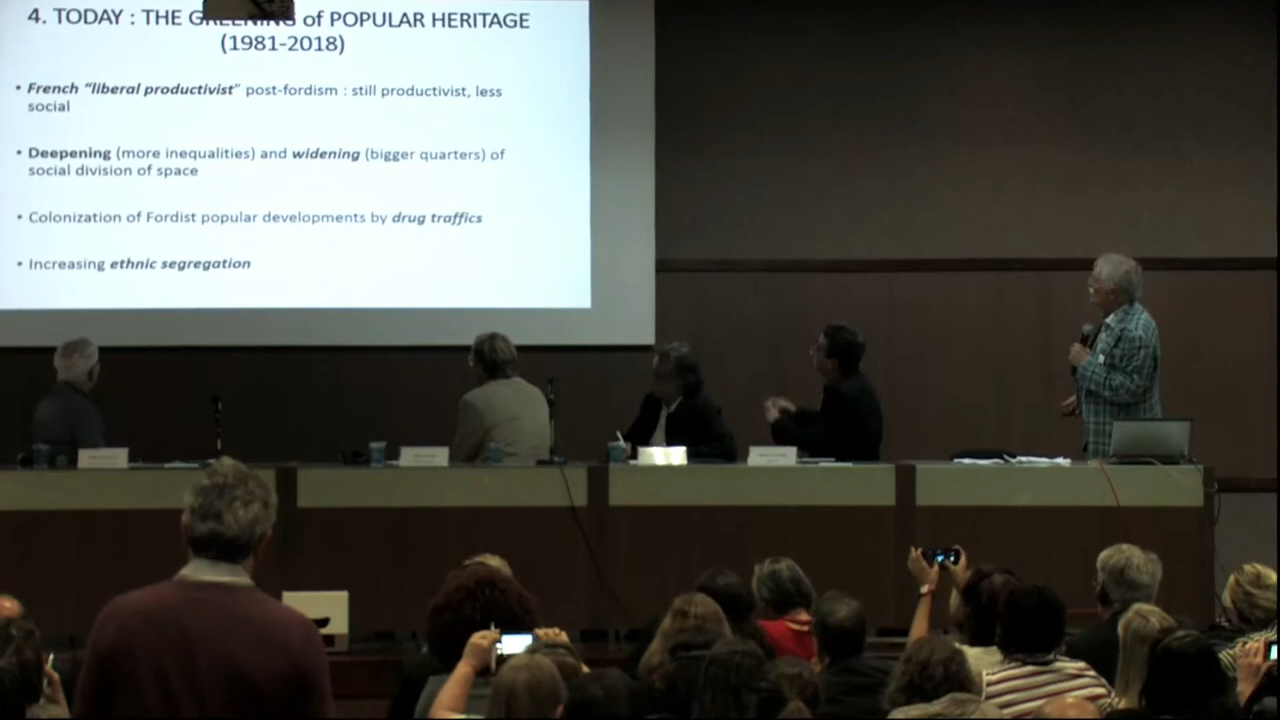 4. TODAY : THE GREENING of POPULAR HERITAGE
(1981-2018)
• French “liberal productivist” post-fordism : still productivist, less
social
• Deepening (more inequalities) and widening (bigger quarters) of
social division of space
• Colonization of Fordist popular developments by drug traffics
• Increasing ethnic segregation